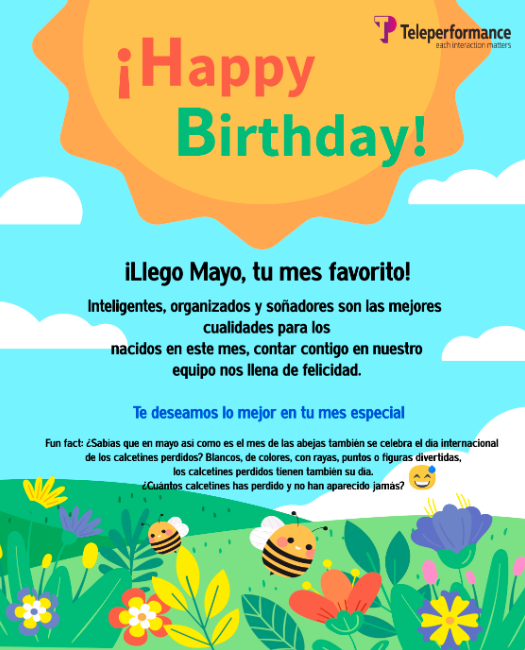 Teleperformance
each interaction matters
¡Happy
Birthday!
¡Llego Mayo, tu mes favorito!
Inteligentes, organizados y soñadores son las mejores
cualidades para los
nacidos en este mes, contar contigo en nuestro
equipo nos llena de felicidad.
Te deseamos lo mejor en tu mes especial
Fun fact: ¿Sabias que en mayo asi como es el mes de las abejas también se celebra el dia internacional
de los calcetines perdidos? Blancos, de colores, con rayas, puntos o figuras divertidas,
los calcetines perdidos tienen también su dia.
¿Cuántos calcetines has perdido y no han aparecido jamás?